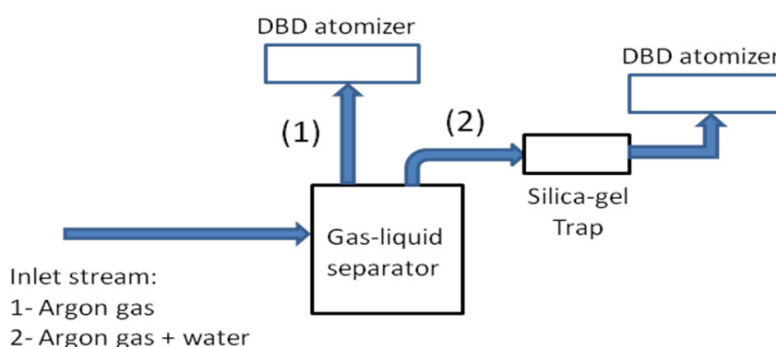 DBD atomizer
DBD atomizer
(1)
(2)
Silica-gel
Trap
Gas-liquid
separator
Inlet stream:
1- Argon gas
2- Argon gas + water